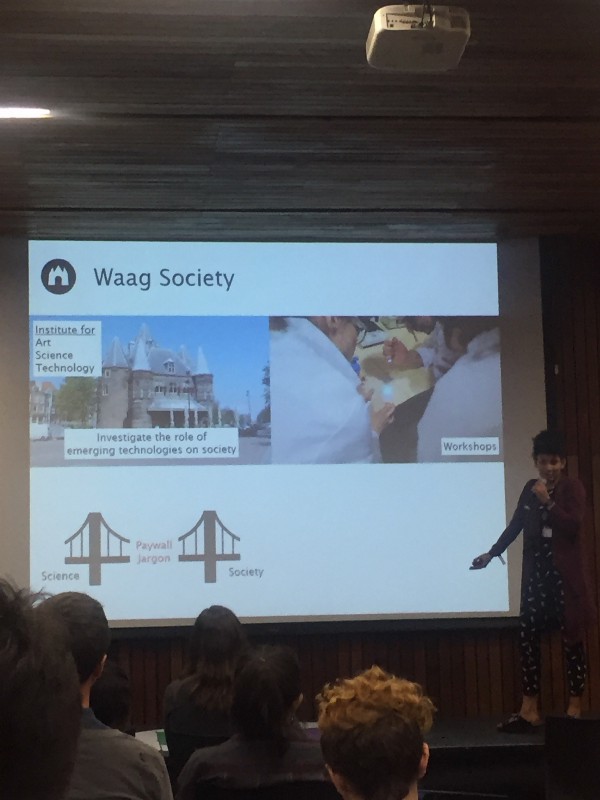 Waag Society
Institute for
Art
Science
Technology
Investigate the role of
emerging technologies on society
Workshops
Paywall
Jargon
Science
Society